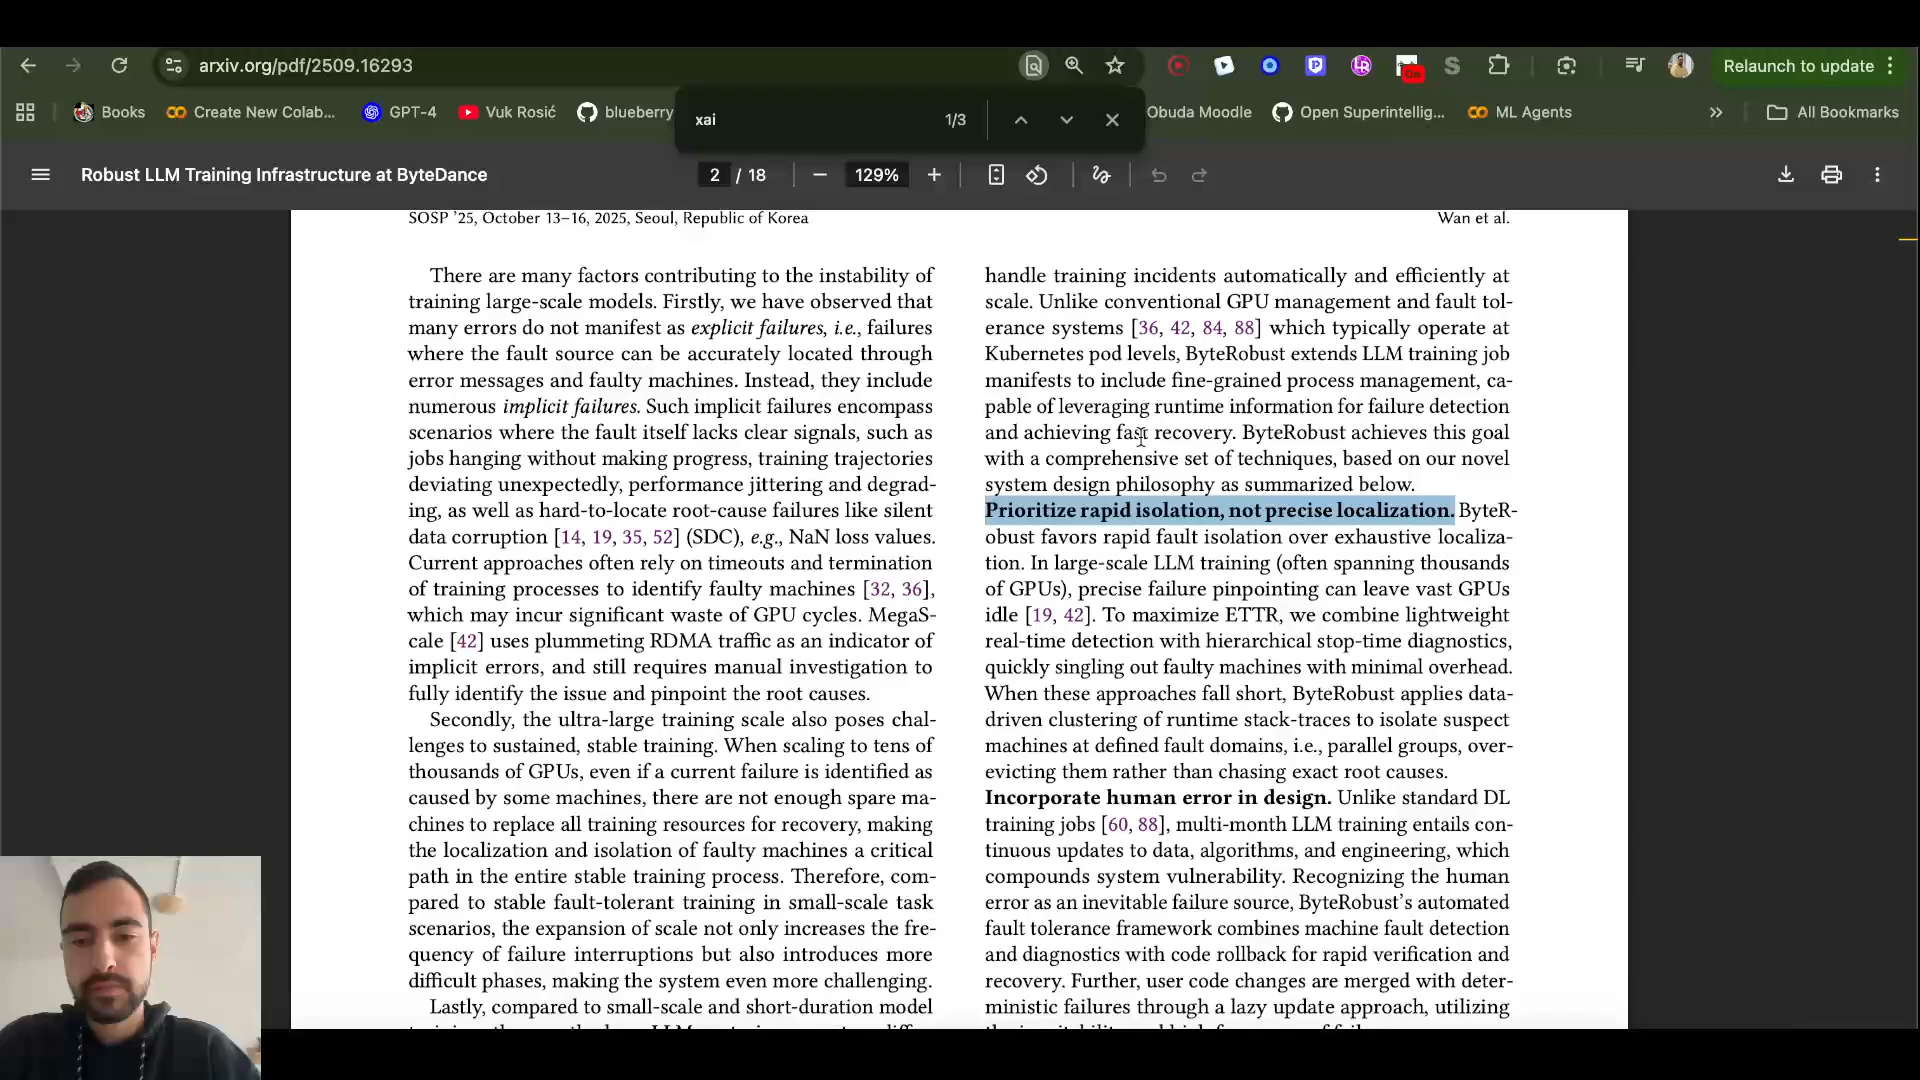 arxiv.org/pdf/2509.16293
Relaunch to update
Books
Create New Colab...
GPT-4
Vuk Rosić
blueberry
xai
1/3
Obuda Moodle
Open Superintellig...
ML Agents
All Bookmarks
Robust LLM Training Infrastructure at ByteDance
2 / 18
129%
SOSP ’25, October 13–16, 2025, Seoul, Republic of Korea
Wan et al.
There are many factors contributing to the instability of
training large-scale models. Firstly, we have observed that
many errors do not manifest as explicit failures, i.e., failures
where the fault source can be accurately located through
error messages and faulty machines. Instead, they include
numerous implicit failures. Such implicit failures encompass
scenarios where the fault itself lacks clear signals, such as
jobs hanging without making progress, training trajectories
deviating unexpectedly, performance jittering and degrad-
ing, as well as hard-to-locate root-cause failures like silent
data corruption [14, 19, 35, 52] (SDC), e.g., NaN loss values.
Current approaches often rely on timeouts and termination
of training processes to identify faulty machines [32, 36],
which may incur significant waste of GPU cycles. MegaS-
cale [42] uses plummeting RDMA traffic as an indicator of
implicit errors, and still requires manual investigation to
fully identify the issue and pinpoint the root causes.
Secondly, the ultra-large training scale also poses chal-
lenges to sustained, stable training. When scaling to tens of
thousands of GPUs, even if a current failure is identified as
caused by some machines, there are not enough spare ma-
chines to replace all training resources for recovery, making
the localization and isolation of faulty machines a critical
path in the entire stable training process. Therefore, com-
pared to stable fault-tolerant training in small-scale task
scenarios, the expansion of scale not only increases the fre-
quency of failure interruptions but also introduces more
difficult phases, making the system even more challenging.
Lastly, compared to small-scale and short-duration model
handle training incidents automatically and efficiently at
scale. Unlike conventional GPU management and fault tol-
erance systems [36, 42, 84, 88] which typically operate at
Kubernetes pod levels, ByteRobust extends LLM training job
manifests to include fine-grained process management, ca-
pable of leveraging runtime information for failure detection
and achieving fast recovery. ByteRobust achieves this goal
with a comprehensive set of techniques, based on our novel
system design philosophy as summarized below.
Prioritize rapid isolation, not precise localization. ByteR-
obust favors rapid fault isolation over exhaustive localiza-
tion. In large-scale LLM training (often spanning thousands
of GPUs), precise failure pinpointing can leave vast GPUs
idle [19, 42]. To maximize ETTR, we combine lightweight
real-time detection with hierarchical stop-time diagnostics,
quickly singling out faulty machines with minimal overhead.
When these approaches fall short, ByteRobust applies data-
driven clustering of runtime stack-traces to isolate suspect
machines at defined fault domains, i.e., parallel groups, over-
evicting them rather than chasing exact root causes.
Incorporate human error in design. Unlike standard DL
training jobs [60, 88], multi-month LLM training entails con-
tinuous updates to data, algorithms, and engineering, which
compounds system vulnerability. Recognizing the human
error as an inevitable failure source, ByteRobust’s automated
fault tolerance framework combines machine fault detection
and diagnostics with code rollback for rapid verification and
recovery. Further, user code changes are merged with deter-
ministic failures through a lazy update approach, utilizing